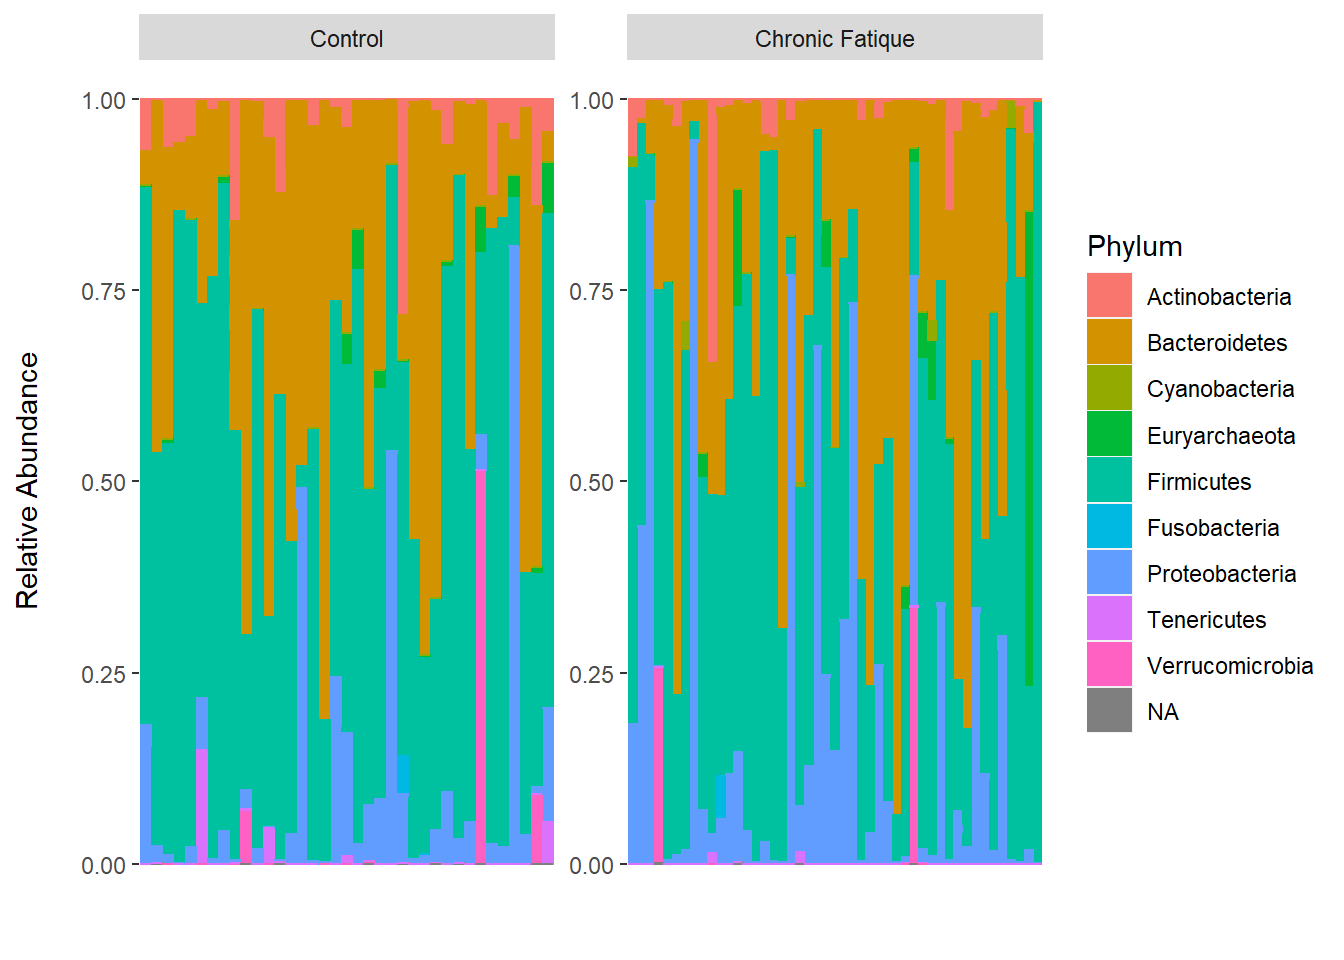 Control
Chronic Fatique
1.00
0.75
0.50
0.25
0.00
1.00
0.75
0.50
0.25
0.00
Relative Abundance
Phylum
Actinobacteria
Bacteroidetes
Cyanobacteria
Euryarchaeota
Firmicutes
Fusobacteria
Proteobacteria
Tenericutes
Verrucomicrobia
NA